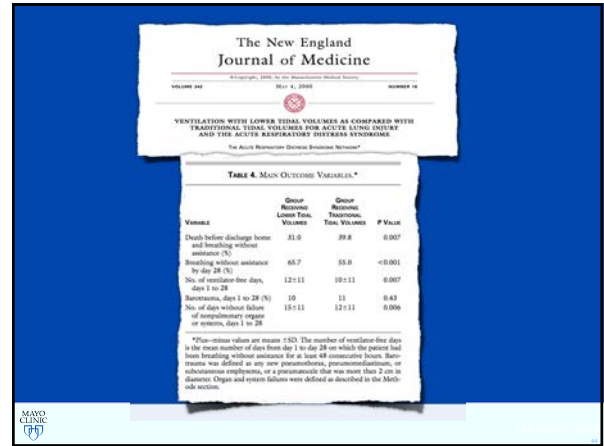 The New England
Journal of Medicine
©Copyright, 2000, by the Massachusetts Medical Society
VOLUME 342 MAY 4, 2000 NUMBER 18
VENTILATION WITH LOWER TIDAL VOLUMES AS COMPARED WITH
TRADITIONAL TIDAL VOLUMES FOR ACUTE LUNG INJURY
AND THE ACUTE RESPIRATORY DISTRESS SYNDROME
THE ACUTE RESPIRATORY DISTRESS SYNDROME NETWORK*
TABLE 4. MAIN OUTCOME VARIABLES.*
VARIABLE GROUP RECEIVING LOWER TIDAL VOLUMES GROUP RECEIVING TRADITIONAL TIDAL VOLUMES P VALUE
Death before discharge home 31.0 39.8 0.007
and breathing without
assistance (%)
Breathing without assistance 65.7 55.0 <0.001
by day 28 (%)
No. of ventilator-free days, 12±11 10±11 0.007
days 1 to 28
Barotrauma, days 1 to 28 (%) 10 11 0.43
No. of days without failure 15±11 12±11 0.006
of nonpulmonary organs
or systems, days 1 to 28
*Plus–minus values are means ±SD. The number of ventilator-free days
is the mean number of days from day 1 to day 28 on which the patient had
been breathing without assistance for at least 48 consecutive hours. Baro-
trauma was defined as any new pneumothorax, pneumomediastinum, or
subcutaneous emphysema, or a pneumatocele that was more than 2 cm in
diameter. Organ and system failures were defined as described in the Meth-
ods section.
MAYO
CLINIC